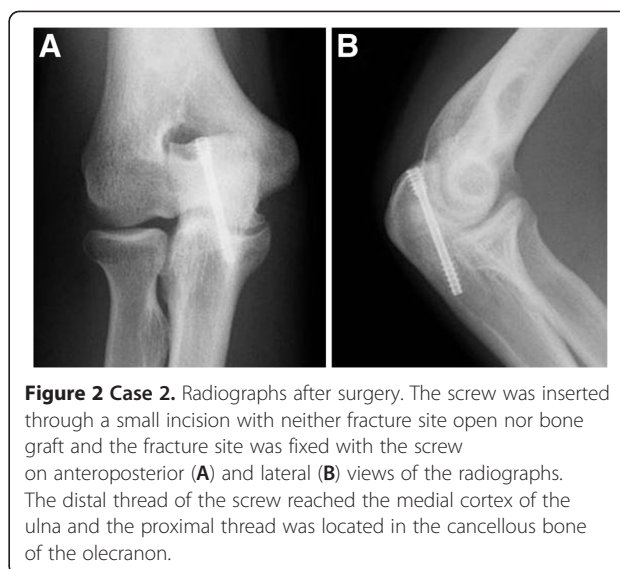 A
B
Figure 2 Case 2. Radiographs after surgery. The screw was inserted
through a small incision with neither fracture site open nor bone
graft and the fracture site was fixed with the screw
on anteroposterior (A) and lateral (B) views of the radiographs.
The distal thread of the screw reached the medial cortex of the
ulna and the proximal thread was located in the cancellous bone
of the olecranon.